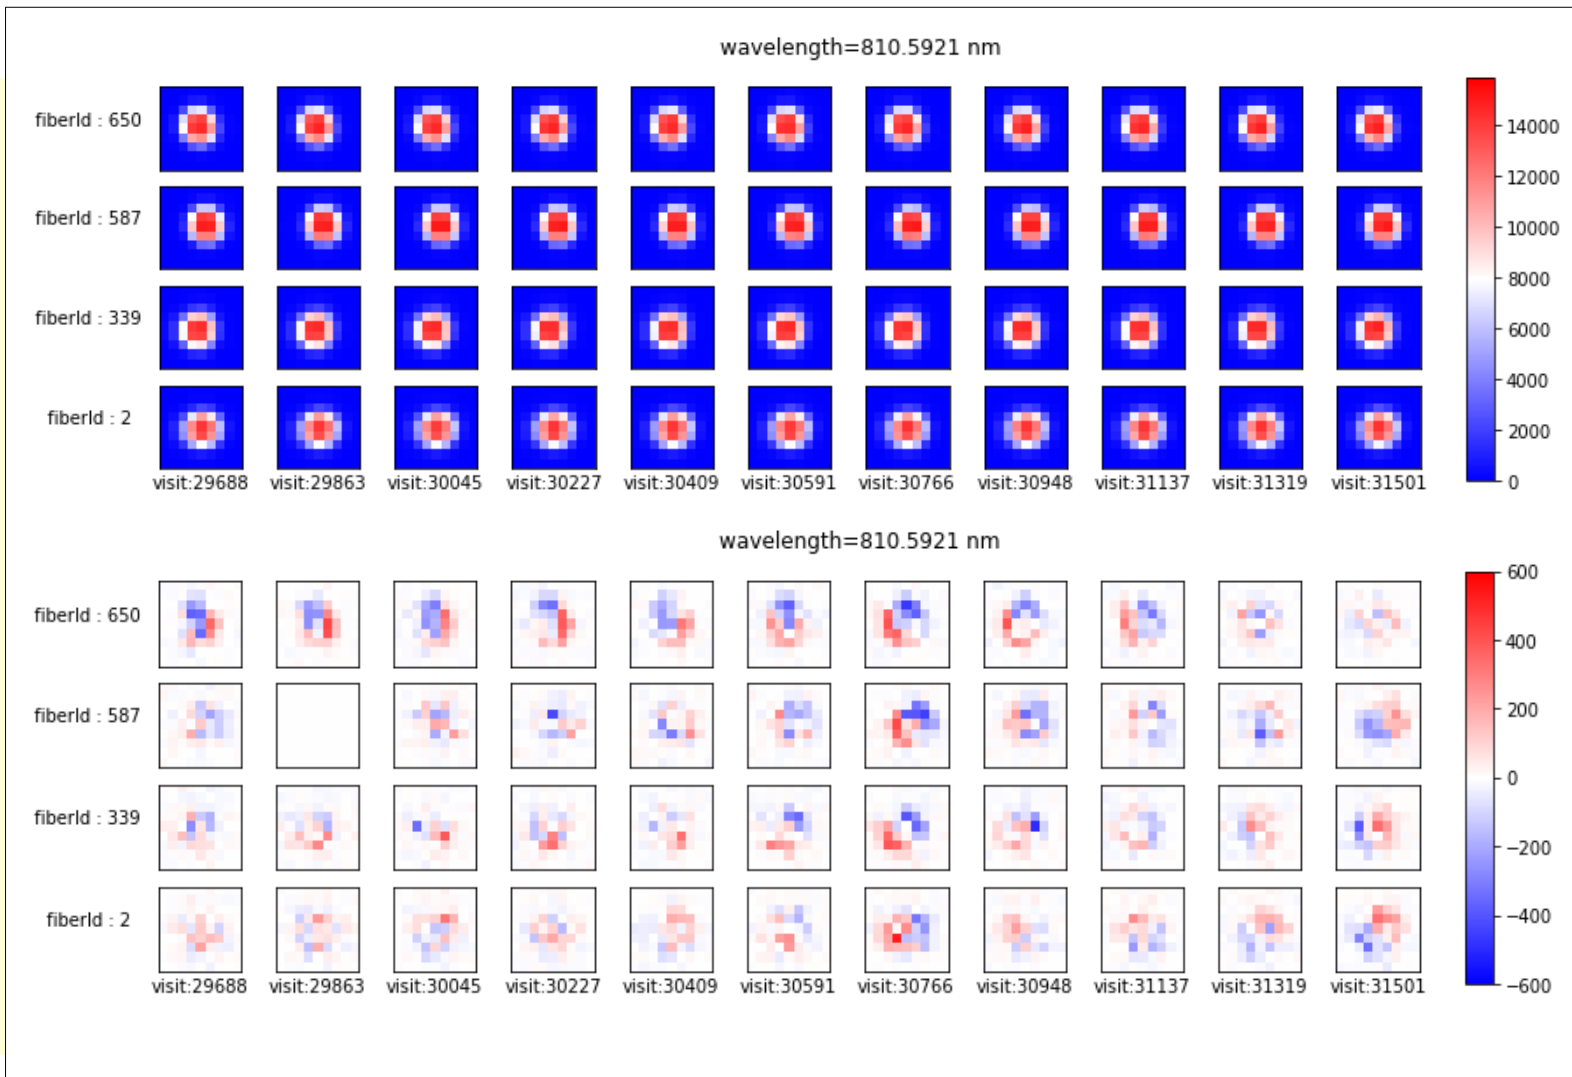 wavelength=810.5921 nm
fiberId : 650
fiberId : 587
fiberId : 339
fiberId : 2
visit:29688 visit:29863 visit:30045 visit:30227 visit:30409 visit:30591 visit:30766 visit:30948 visit:31137 visit:31319 visit:31501
14000
12000
10000
8000
6000
4000
2000
0
wavelength=810.5921 nm
fiberId : 650
fiberId : 587
fiberId : 339
fiberId : 2
visit:29688 visit:29863 visit:30045 visit:30227 visit:30409 visit:30591 visit:30766 visit:30948 visit:31137 visit:31319 visit:31501
600
400
200
0
−200
−400
−600